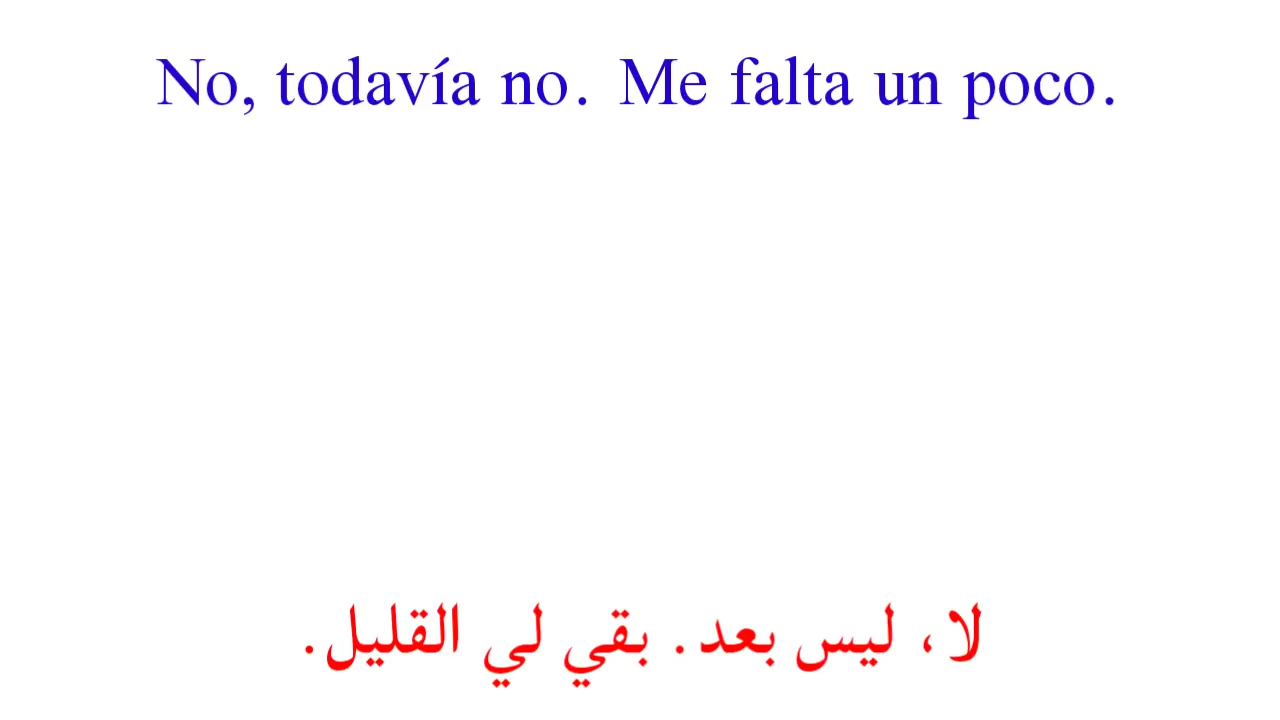 No, todavía no. Me falta un poco.
لا، ليس بعد. بقي لي القليل.